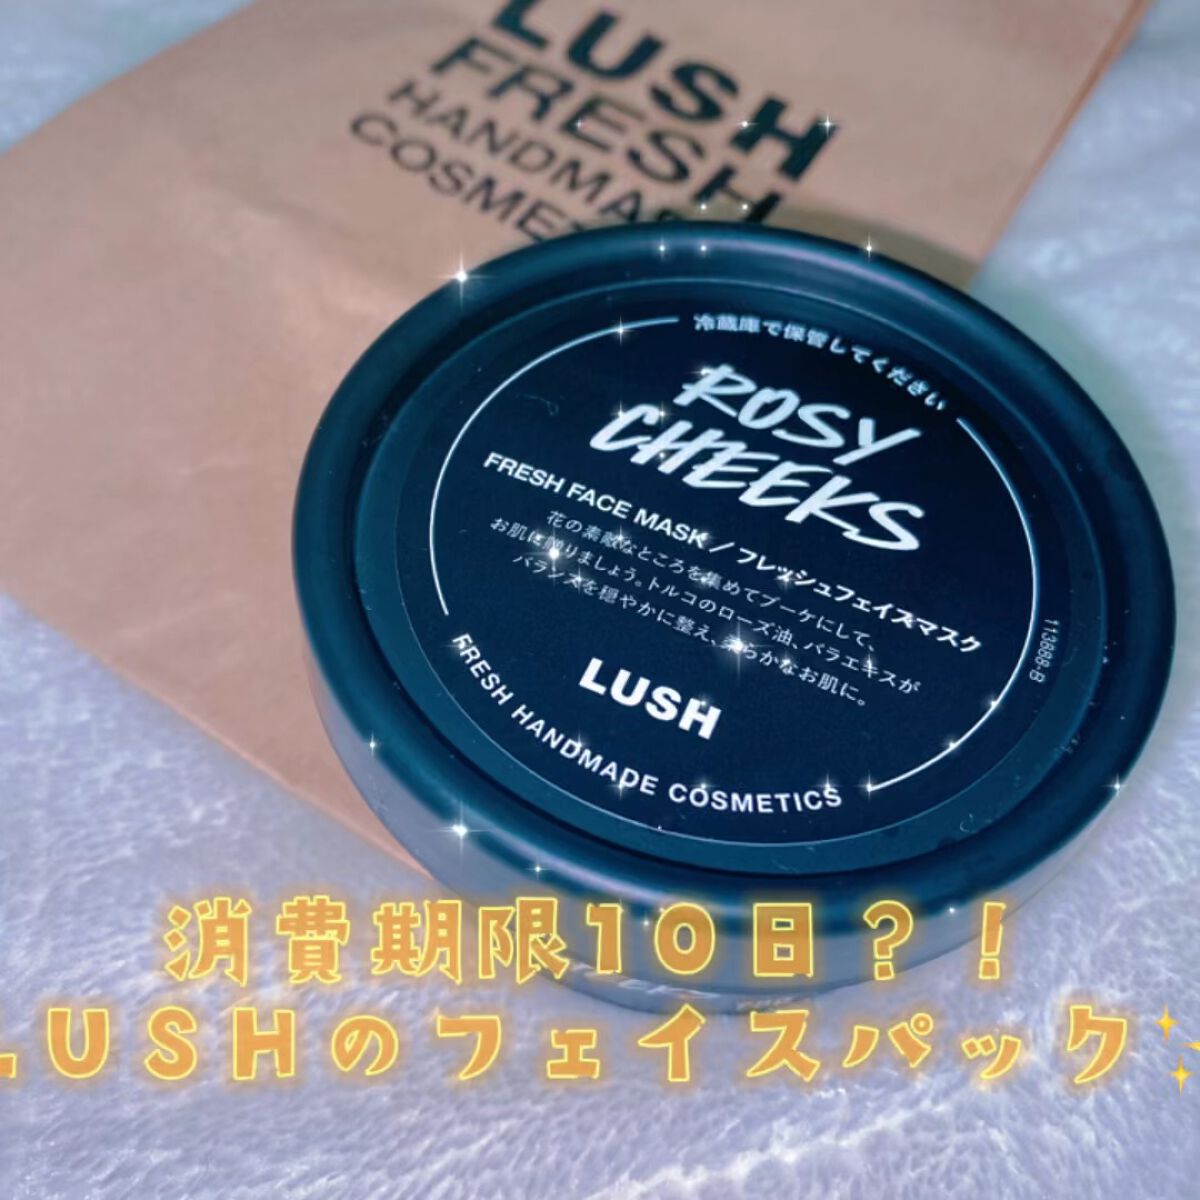 LUSH
FRESH
HANDMA
COSME
冷蔵庫で保管してください
ROSY
CHEEKS
FRESH FACE MASK／フレッシュフェイスマスク
花の素敵なところを集めてブーケにして、
お肌に贈りましょう。トルコのローズ油、バラエキスが
バランスを穏やかに整え、柔らかなお肌に。
LUSH
FRESH HANDMADE COSMETICS
113888-B
消費期限10日？！
LUSHのフェイスパック✨